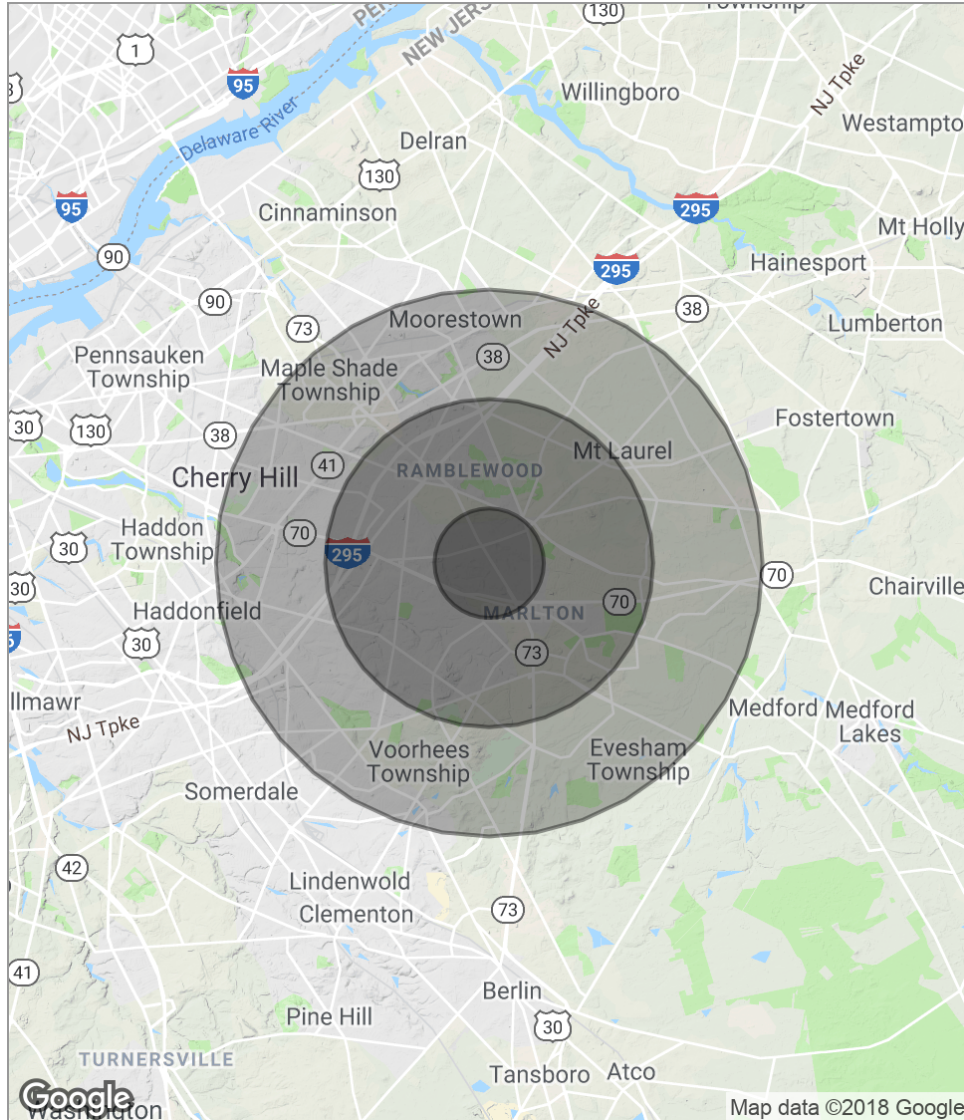 PEN
NEW JERS
Township
130
1
95
Delaware River
Willingboro
NJ Tpke
Westampto
Delran
130
95
295
Cinnaminson
Mt Holly
90
295
Hainesport
90
38
73
Moorestown
NJ Tpke
Lumberton
38
Pennsauken
Township
Maple Shade
Township
30
130
38
Fostertown
41
RAMBLEWOOD
Mt Laurel
Cherry Hill
Haddon
Township
70
30
295
70
30
Chairville
70
Haddonfield
MARLTON
30
73
llmawr
NJ Tpke
Medford
Medford
Lakes
Voorhees
Township
Evesham
Township
Somerdale
42
Lindenwold
Clementon
73
41
Berlin
Pine Hill
30
TURNERSVILLE
Tansboro
Atco
Google
Washington
Map data ©2018 Google